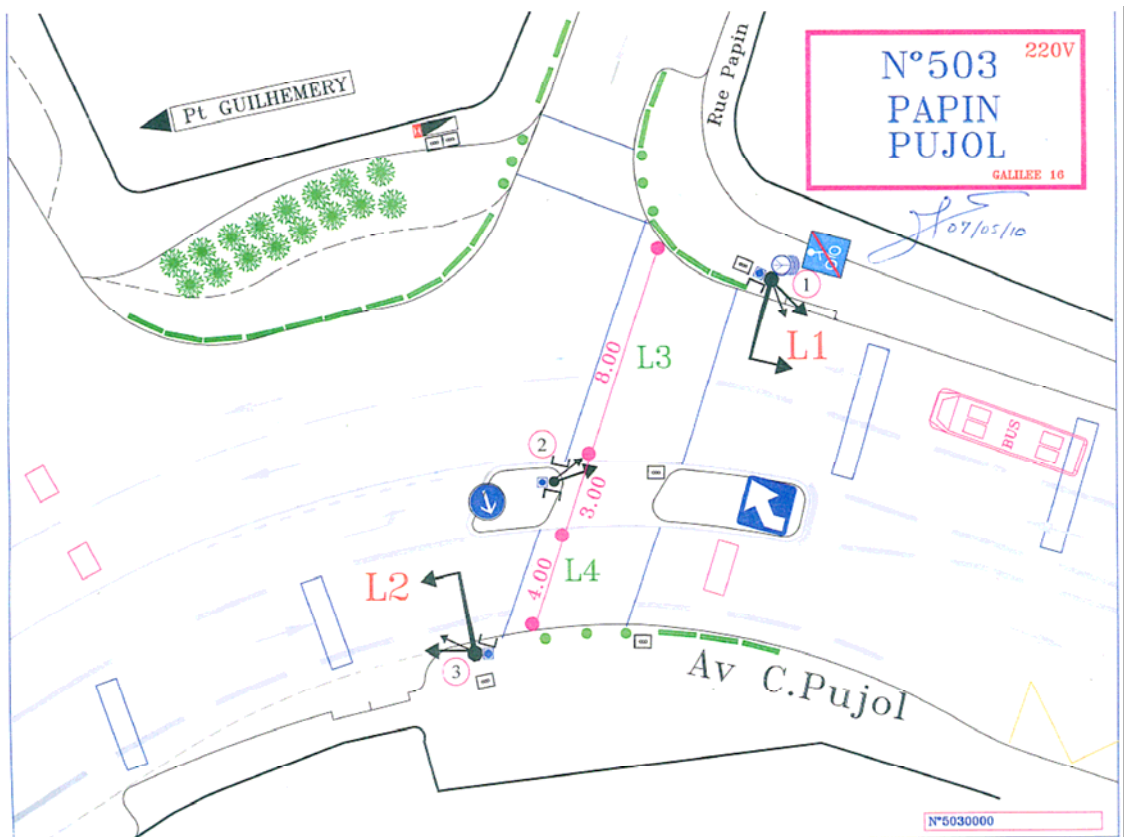 Pt GUILHEMERY
Rue Papin
N°503
220V
PAPIN
PUJOL
GALILEE 16
07/05/10
1
L1
8.00
L3
BUS
2
3.00
4.00
L4
L2
3
Av C.Pujol
N°5030000